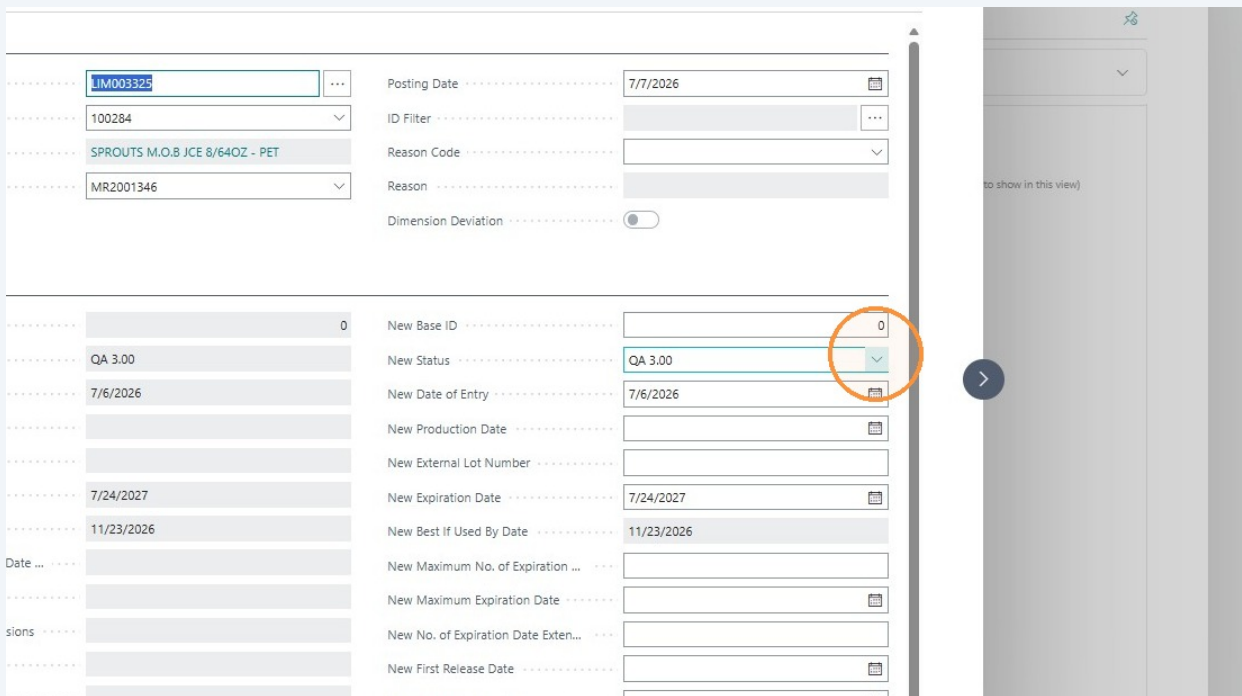 LIM003325 ... Posting Date 7/7/2026
100284 ID Filter ...
SPROUTS M.O.B JCE 8/64OZ - PET Reason Code
MR2001346 Reason
Dimension Deviation
0 New Base ID 0
QA 3.00 New Status QA 3.00
7/6/2026 New Date of Entry 7/6/2026
New Production Date
New External Lot Number
7/24/2027 New Expiration Date 7/24/2027
11/23/2026 New Best If Used By Date 11/23/2026
Date ... New Maximum No. of Expiration ...
New Maximum Expiration Date
sions New No. of Expiration Date Exten...
New First Release Date
to show in this view)